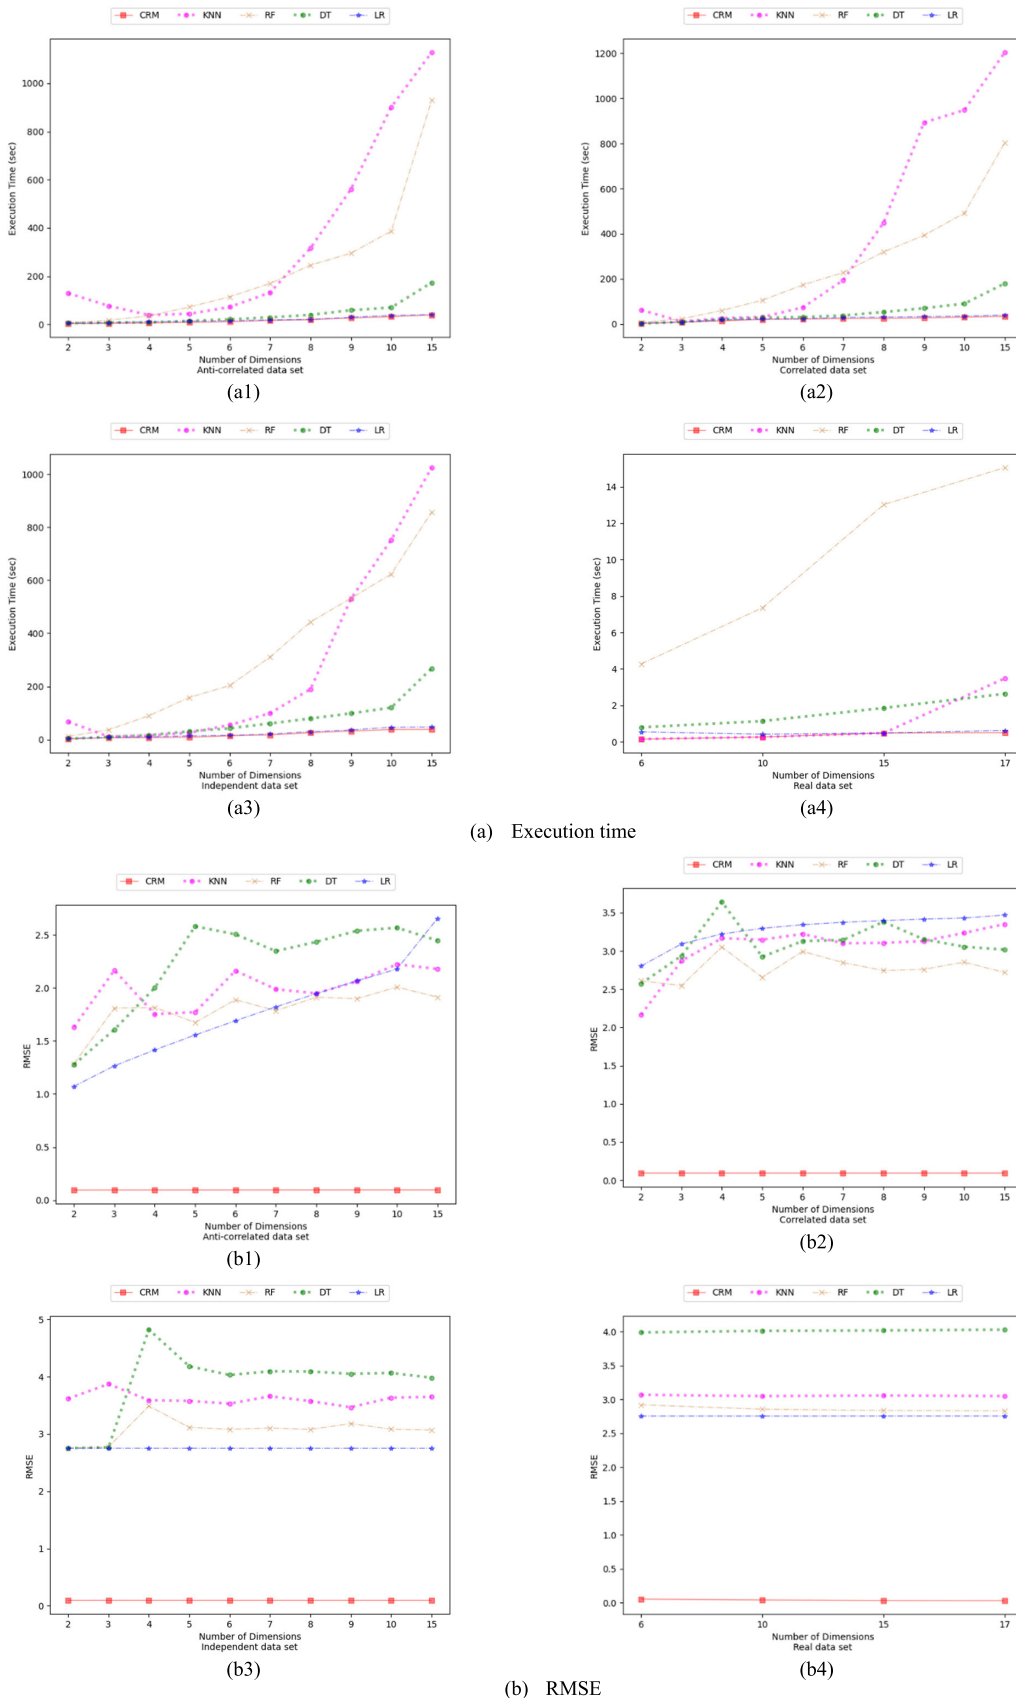 CRM KNN RF DT LR
CRM KNN RF DT LR
1000
800
600
400
200
0
Execution Time (sec)
2 3 4 5 6 7 8 9 10 15
Number of Dimensions
Anti-correlated data set
(a1)
1200
1000
800
600
400
200
0
Execution Time (sec)
2 3 4 5 6 7 8 9 10 15
Number of Dimensions
Correlated data set
(a2)
CRM KNN RF DT LR
CRM KNN RF DT LR
1000
800
600
400
200
0
Execution Time (sec)
2 3 4 5 6 7 8 9 10 15
Number of Dimensions
Independent data set
(a3)
14
12
10
8
6
4
2
0
Execution Time (sec)
6 10 15 17
Number of Dimensions
Real data set
(a4)
(a) Execution time
CRM KNN RF DT LR
CRM KNN RF DT LR
2.5
2.0
1.5
1.0
0.5
0.0
RMSE
2 3 4 5 6 7 8 9 10 15
Number of Dimensions
Anti-correlated data set
(b1)
3.5
3.0
2.5
2.0
1.5
1.0
0.5
0.0
RMSE
2 3 4 5 6 7 8 9 10 15
Number of Dimensions
Correlated data set
(b2)
CRM KNN RF DT LR
CRM KNN RF DT LR
5
4
3
2
1
0
RMSE
2 3 4 5 6 7 8 9 10 15
Number of Dimensions
Independent data set
(b3)
4.0
3.5
3.0
2.5
2.0
1.5
1.0
0.5
0.0
RMSE
6 10 15 17
Number of Dimensions
Real data set
(b4)
(b) RMSE